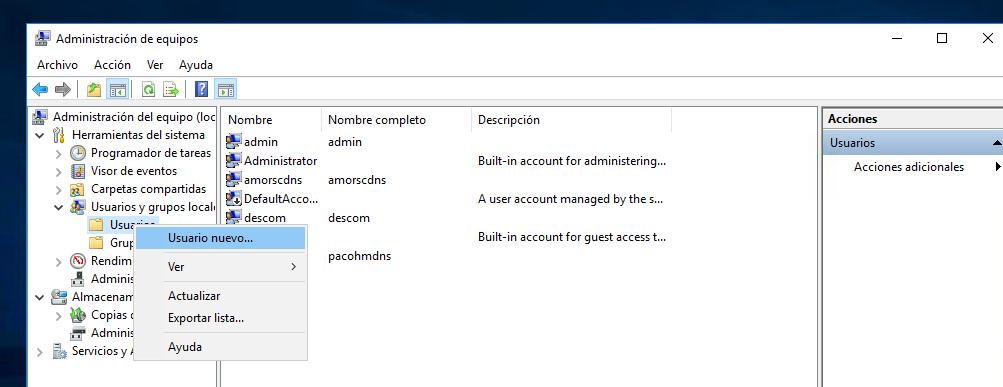 Administración de equipos
Archivo Acción Ver Ayuda
Administración del equipo (loc
Herramientas del sistema
Programador de tareas
Visor de eventos
Carpetas compartidas
Usuarios y grupos locale
Usuarios
Grup
Rendim
Adminis
Almacenam
Copias d
Adminis
Servicios y A
Usuario nuevo...
Ver
Actualizar
Exportar lista...
Ayuda
Nombre Nombre completo Descripción
admin admin
Administrator Built-in account for administering...
amorscdns amorscdns
DefaultAcco... A user account managed by the s...
descom descom
Built-in account for guest access t...
pacohmdns
Acciones
Usuarios
Acciones adicionales